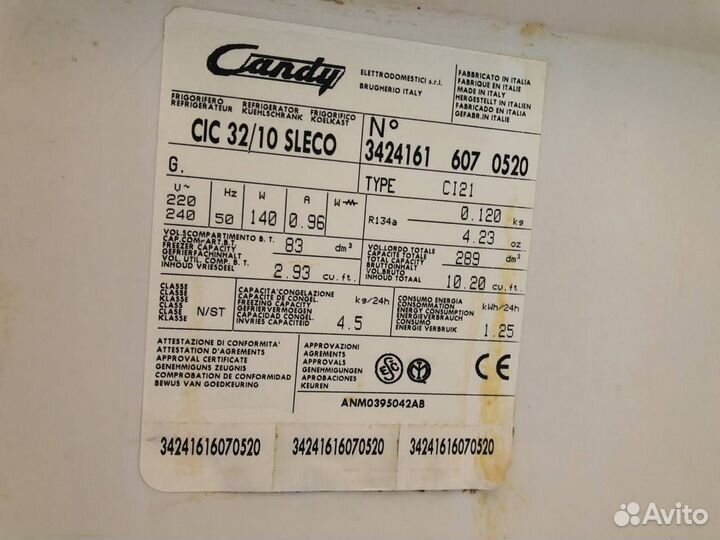 Candy
ELETTRODOMESTICI s.r.l.
BRUGHERIO ITALY
FABBRICATO IN ITALIA
FABRIQUE EN ITALIE
MADE IN ITALY
HERGESTELLT IN ITALIEN
FABRICADO EN ITALIA
GEFABR.IN ITALIE
FRIGORIFERO REFRIGERATOR FRIGORIFICO
REFRIGERATEUR KUEHLSCHRANK KOELKAST
CIC 32/10 SLECO
N°
3424161 607 0520
G.
TYPE CI21
U~ Hz W A W
220
240 50 140 0.96
R134a 0.120 kg
4.23 oz
VOL.SCOMPARTIMENTO B. T.
CAP.COM-ART.B.T.
FREEZER CAPACITY
GEFRIERFACHINHALT
VOL. UTIL. COMP. B. T.
INHOUD VRIESDEEL
83 dm³
2.93 cu.ft.
VOL.LORDO TOTALE
CAPACITE TOTALE
TOTAL CAPACITY
BRUTTOINHALT
VOL.BRUTO
INHOUD TOTAAL
289 dm³
10.20 cu.ft.
CLASSE
CLASSE
CLASS
KLASSE
CLASE
KLASSE
N/ST
CAPACITA'CONGELAZIONE
CAPACITE DE CONGEL.
FREEZING CAPACITY
GEFRIERVERMOEGEN
CAPACIDAD CONGEL.
INVRIES CAPACITEID
kg/24h
4.5
CONSUMO ENERGIA
CONSOMMATION
ENERGY CONSUMPTION
ENERGIEVERBRAUCH
CONSUMO
ENERGIE VERBRUIK
kWh/24h
1.25
ATTESTAZIONE DI CONFORMITA'
ATTESTATION D'AGREMENTS
APPROVAL CERTIFICATE
GENEHMIGUNS ZEUGNIS
COMPROBATION DE CONFORMIDAD
BEWUS VAN GOEDKEURING
APPROVAZIONI
AGREMENTS
APPROVALS
GENEHMIGUNGEN
APROBACIONES
KEUREN
CE
ANM0395042AB
34241616070520 34241616070520 34241616070520
Avito